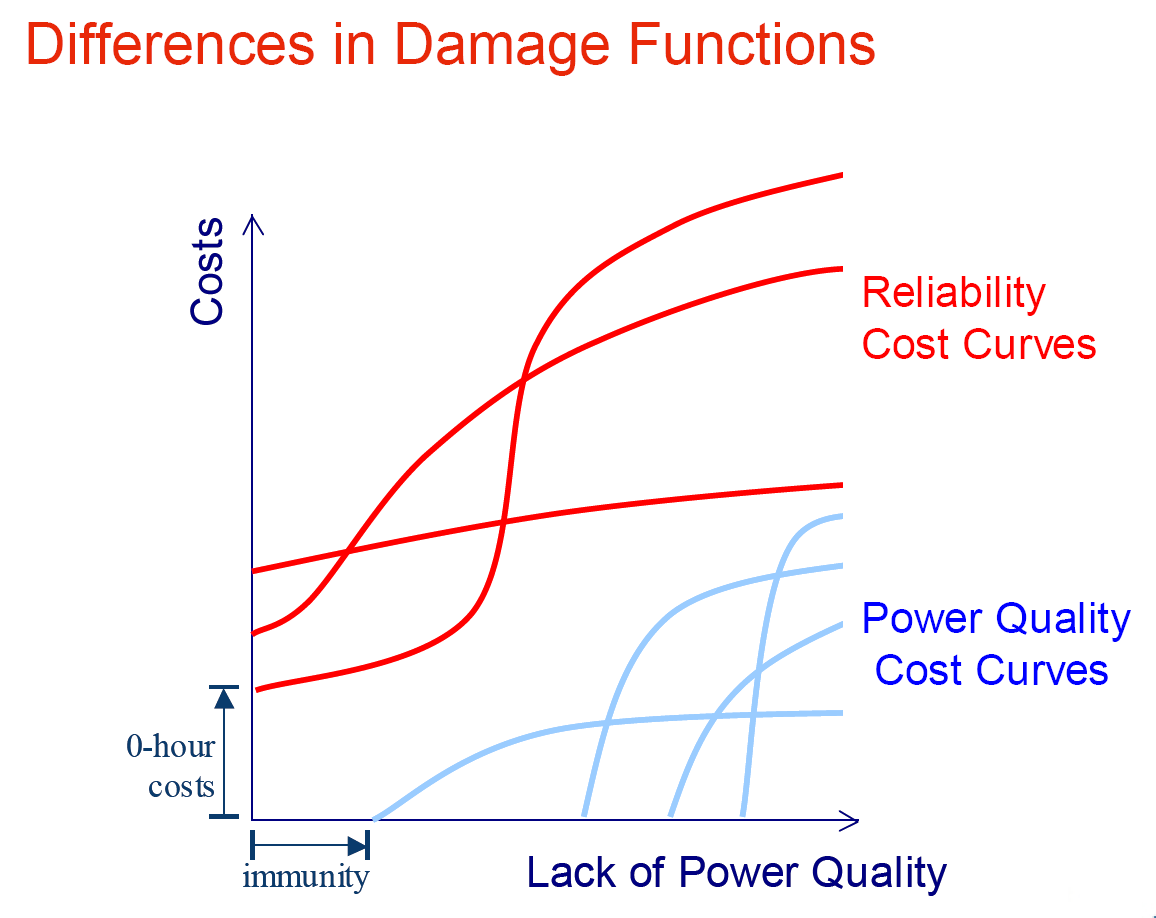 Differences in Damage Functions
Costs
Reliability
Cost Curves
Power Quality
Cost Curves
0-hour
costs
immunity
Lack of Power Quality